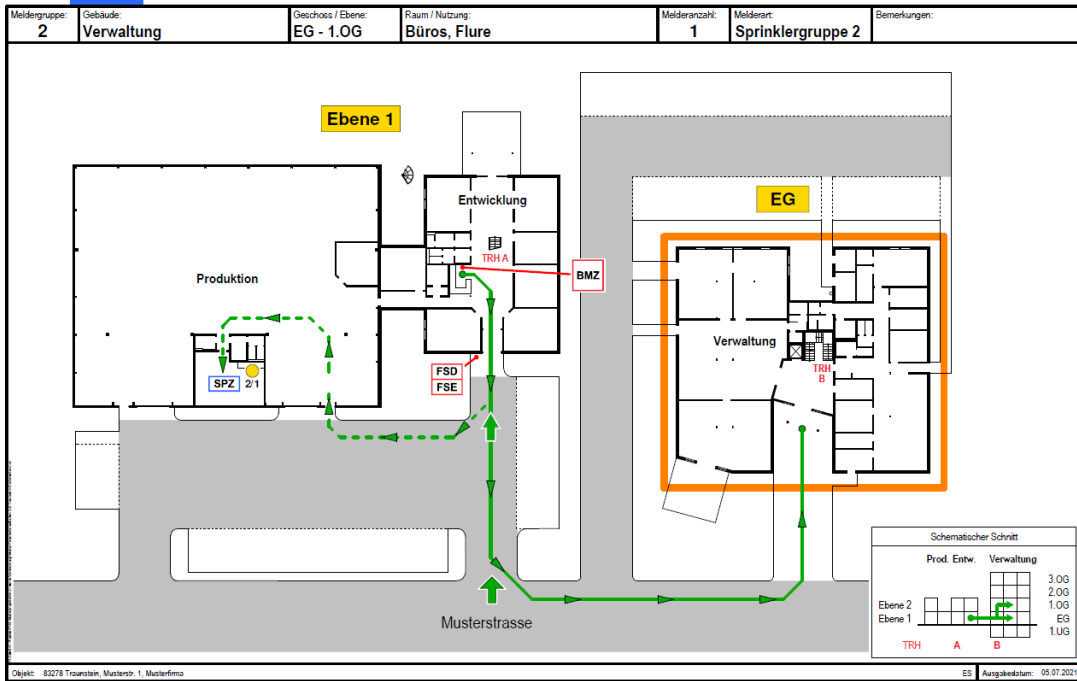 Meldergruppe:
2
Gebäude:
Verwaltung
Geschoss / Ebene:
EG - 1.OG
Raum / Nutzung:
Büros, Flure
Melderanzahl:
1
Melderart:
Sprinklergruppe 2
Bemerkungen:
Ebene 1
Entwicklung
EG
TRH A
BMZ
Produktion
Verwaltung
TRH
B
FSD
FSE
SPZ
2/1
Schematischer Schnitt
Prod. Entw. Verwaltung
3.OG
2.OG
Ebene 2 1.OG
Ebene 1 EG
1.UG
TRH A B
Musterstrasse
Objekt: 83278 Traunstein, Musterstr. 1, Musterfirma
ES
Ausgabedatum: 05.07.2021